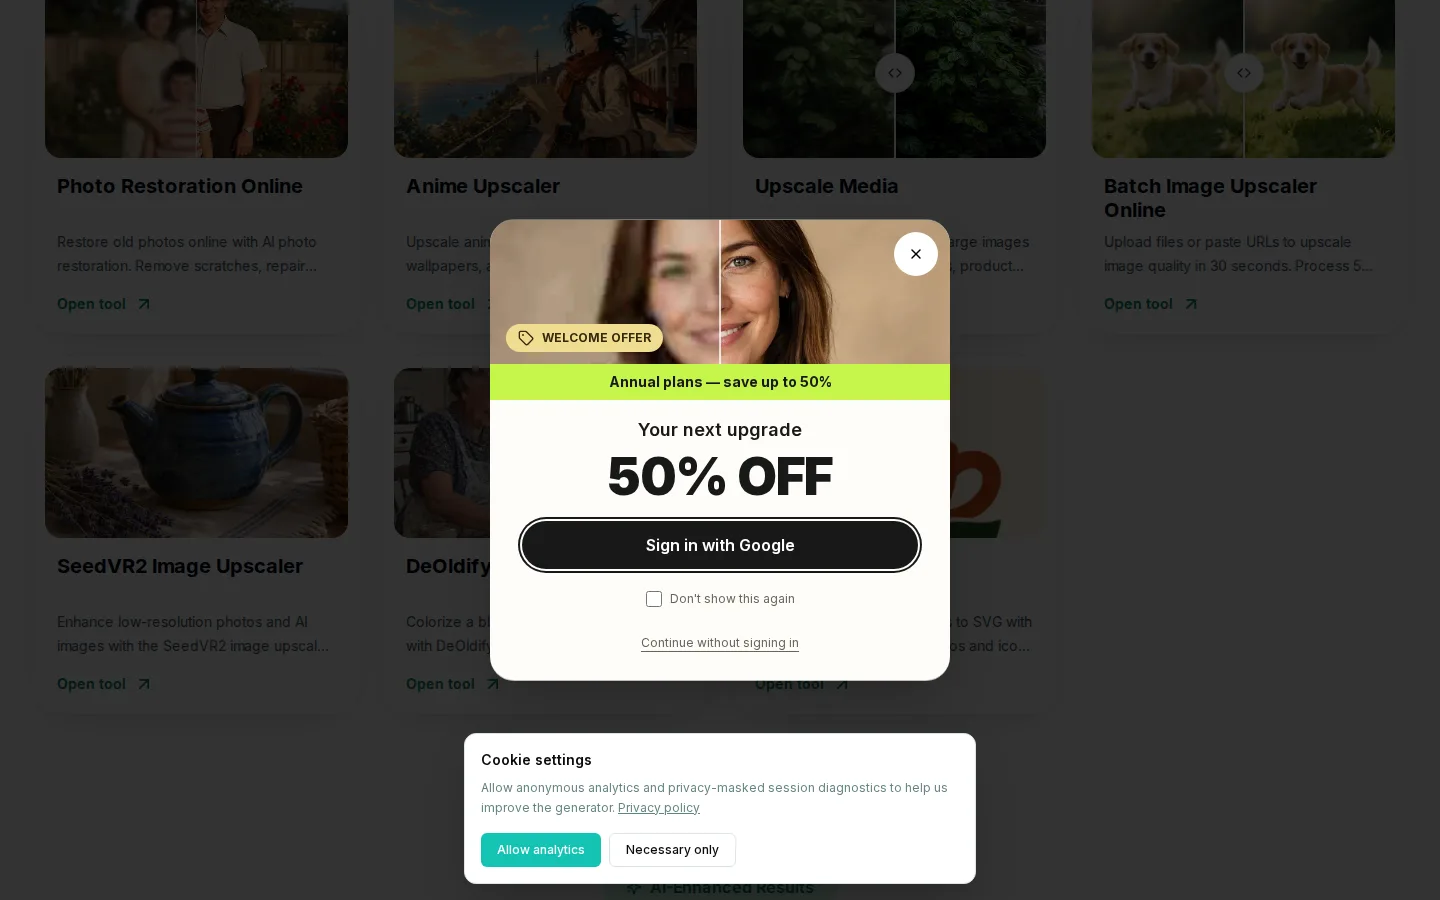 Photo Restoration Online
Restore old photos online with AI photo
restoration. Remove scratches, repair...
Open tool
Anime Upscaler
Upscale
wallpapers,
Open tool
Upscale Media
images
product...
Batch Image Upscaler
Online
Upload files or paste URLs to upscale
image quality in 30 seconds. Process 5...
Open tool
WELCOME OFFER
Annual plans — save up to 50%
Your next upgrade
50% OFF
Sign in with Google
Don't show this again
Continue without signing in
SeedVR2 Image Upscaler
Enhance low-resolution photos and AI
images with the SeedVR2 image upscal...
Open tool
DeOldify
Colorize a
with DeOldify
Open tool
to SVG with
and ico...
Open tool
Cookie settings
Allow anonymous analytics and privacy-masked session diagnostics to help us
improve the generator. Privacy policy
Allow analytics
Necessary only
AI-Enhanced Results